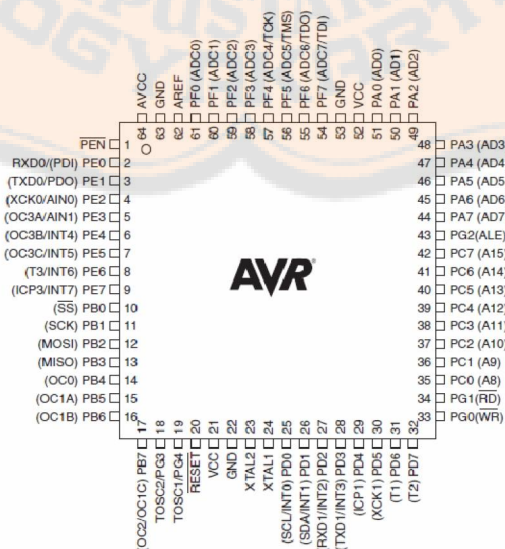 AVCC
GND
AREF
PF0 (ADC0)
PF1 (ADC1)
PF2 (ADC2)
PF3 (ADC3)
PF4 (ADC4/TCK)
PF5 (ADC5/TMS)
PF6 (ADC6/TDO)
PF7 (ADC7/TDI)
GND
VCC
PA0 (AD0)
PA1 (AD1)
PA2 (AD2)
64 63 62 61 60 59 58 57 56 55 54 53 52 51 50 49
PEN 1
RXD0/(PDI) PE0 2
(TXD0/PDO) PE1 3
(XCK0/AIN0) PE2 4
(OC3A/AIN1) PE3 5
(OC3B/INT4) PE4 6
(OC3C/INT5) PE5 7
(T3/INT6) PE6 8
(ICP3/INT7) PE7 9
(SS) PB0 10
(SCK) PB1 11
(MOSI) PB2 12
(MISO) PB3 13
(OC0) PB4 14
(OC1A) PB5 15
(OC1B) PB6 16
AVR®
48 PA3 (AD3
47 PA4 (AD4
46 PA5 (AD5
45 PA6 (AD6
44 PA7 (AD7
43 PG2(ALE)
42 PC7 (A15)
41 PC6 (A14)
40 PC5 (A13)
39 PC4 (A12)
38 PC3 (A11)
37 PC2 (A10)
36 PC1 (A9)
35 PC0 (A8)
34 PG1(RD)
33 PG0(WR)
17 18 19 20 21 22 23 24 25 26 27 28 29 30 31 32
(OC2/OC1C) PB7
TOSC2/PG3
TOSC1/PG4
RESET
VCC
GND
XTAL2
XTAL1
(SCL/INT0) PD0
(SDA/INT1) PD1
(RXD1/INT2) PD2
(TXD1/INT3) PD3
(ICP1) PD4
(XCK1) PD5
(T1) PD6
(T2) PD7